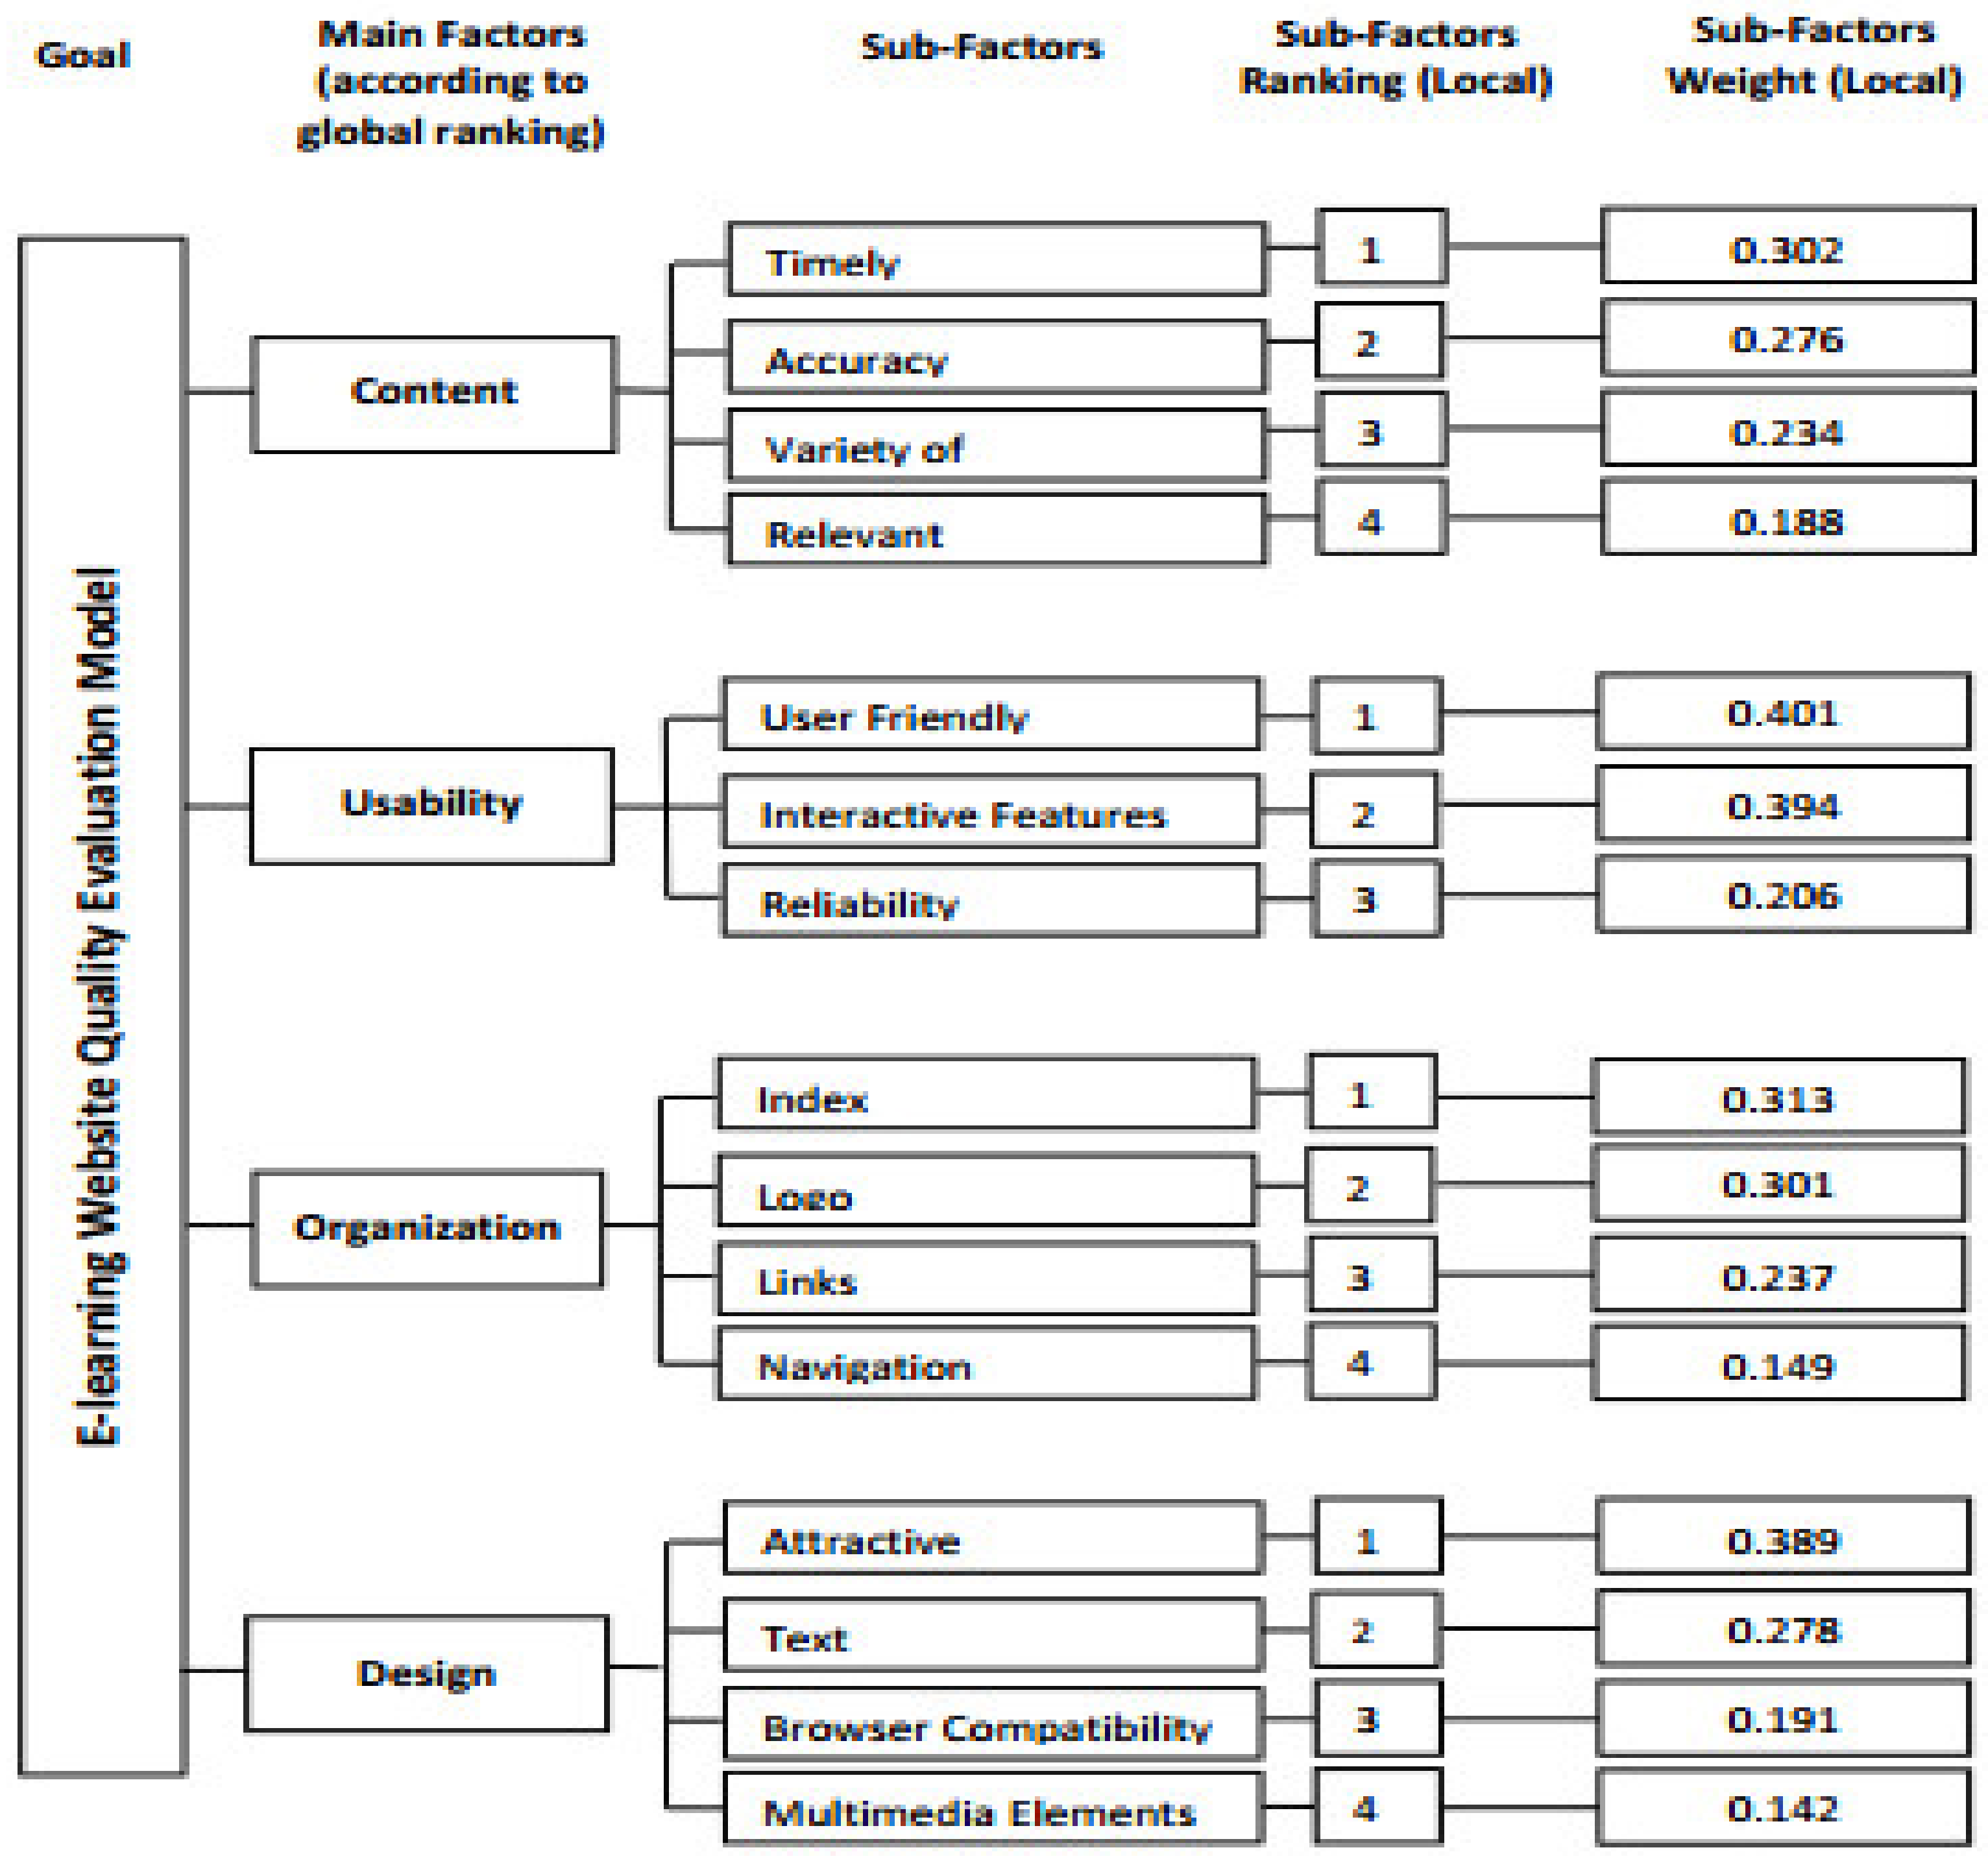 Goal
Main Factors
(according to
global ranking)
Sub-Factors
Sub-Factors
Ranking (Local)
Sub-Factors
Weight (Local)
E-learning Website Quality Evaluation Model
Content
Timely
1
0.302
Accuracy
2
0.276
Variety of
3
0.234
Relevant
4
0.188
Usability
User Friendly
1
0.401
Interactive Features
2
0.394
Reliability
3
0.206
Organization
Index
1
0.313
Logo
2
0.301
Links
3
0.237
Navigation
4
0.149
Design
Attractive
1
0.389
Text
2
0.278
Browser Compatibility
3
0.191
Multimedia Elements
4
0.142